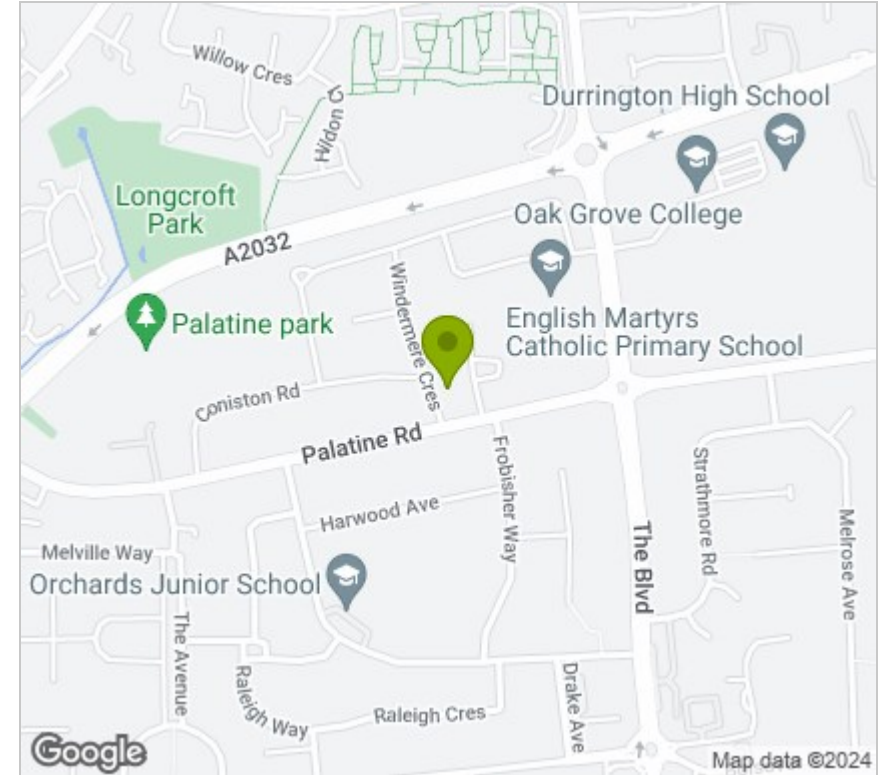 Willow Cres
Hildon Cl
Durrington High School
Longcroft
Park
Oak Grove College
A2032
Windermere Cres
English Martyrs
Catholic Primary School
Palatine park
Coniston Rd
Palatine Rd
Frobisher Way
Strathmore Rd
Harwood Ave
Melrose Ave
The Blvd
Melville Way
Orchards Junior School
The Avenue
Raleigh Way
Raleigh Cres
Drake Ave
Google
Map data ©2024